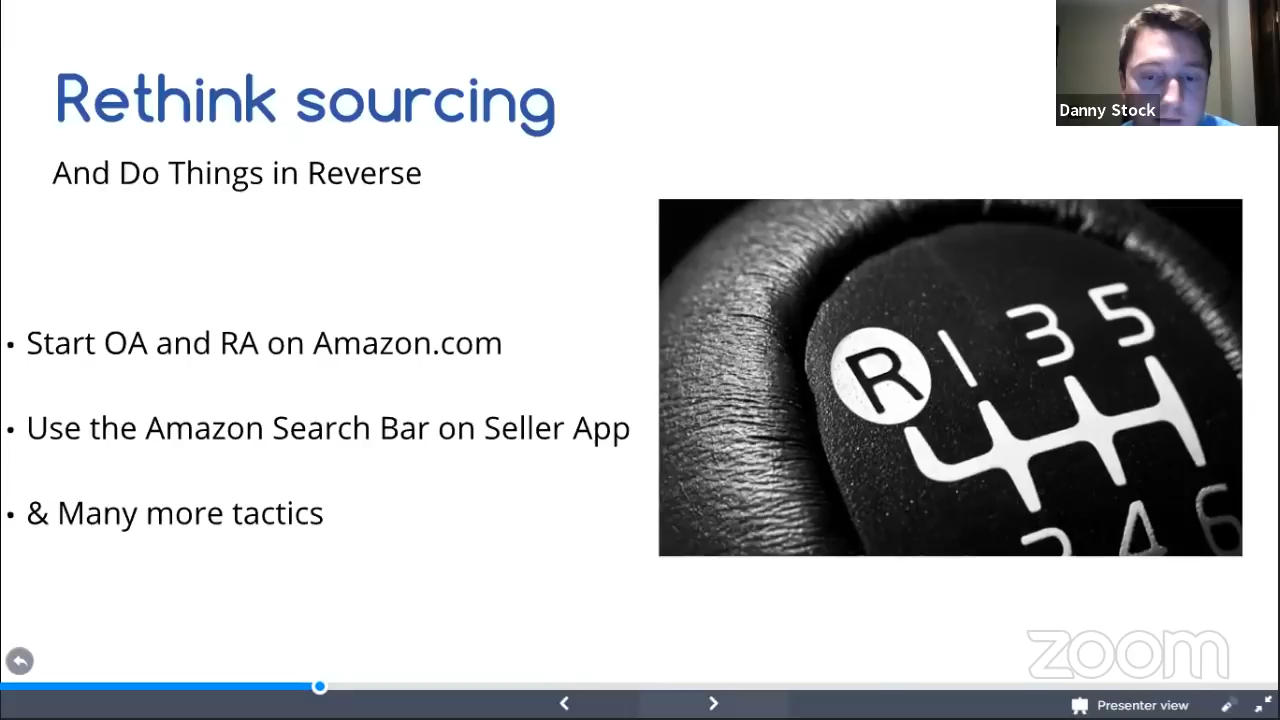 Rethink sourcing
And Do Things in Reverse
Danny Stock
• Start OA and RA on Amazon.com
• Use the Amazon Search Bar on Seller App
• & Many more tactics
R 1 3 5
2 4 6
zoom
Presenter view